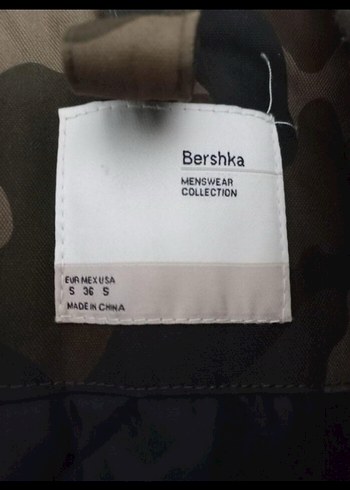 Bershka
MENSWEAR
COLLECTION
EUR MEX USA
S 36 S
MADE IN CHINA